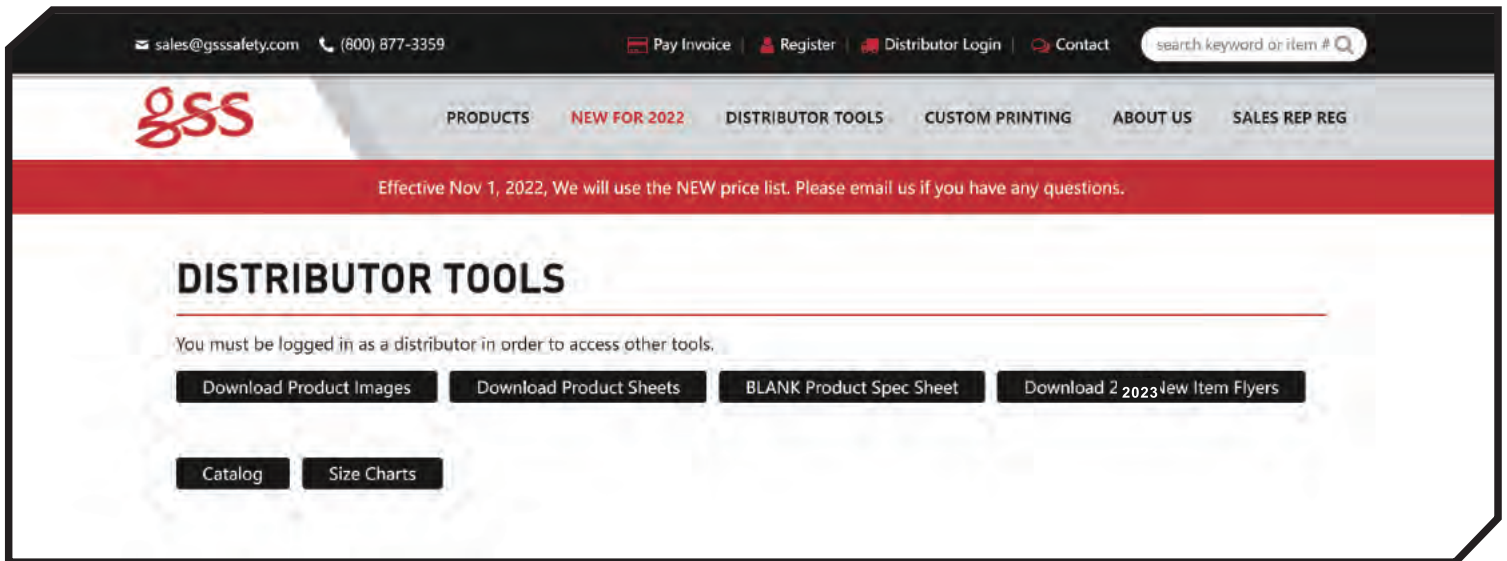 sales@gsssafety.com (800) 877-3359 Pay Invoice | Register | Distributor Login | Contact search keyword or item #
gss PRODUCTS NEW FOR 2022 DISTRIBUTOR TOOLS CUSTOM PRINTING ABOUT US SALES REP REG
Effective Nov 1, 2022, We will use the NEW price list. Please email us if you have any questions.
DISTRIBUTOR TOOLS
You must be logged in as a distributor in order to access other tools.
Download Product Images Download Product Sheets BLANK Product Spec Sheet Download 2 2023 New Item Flyers
Catalog Size Charts